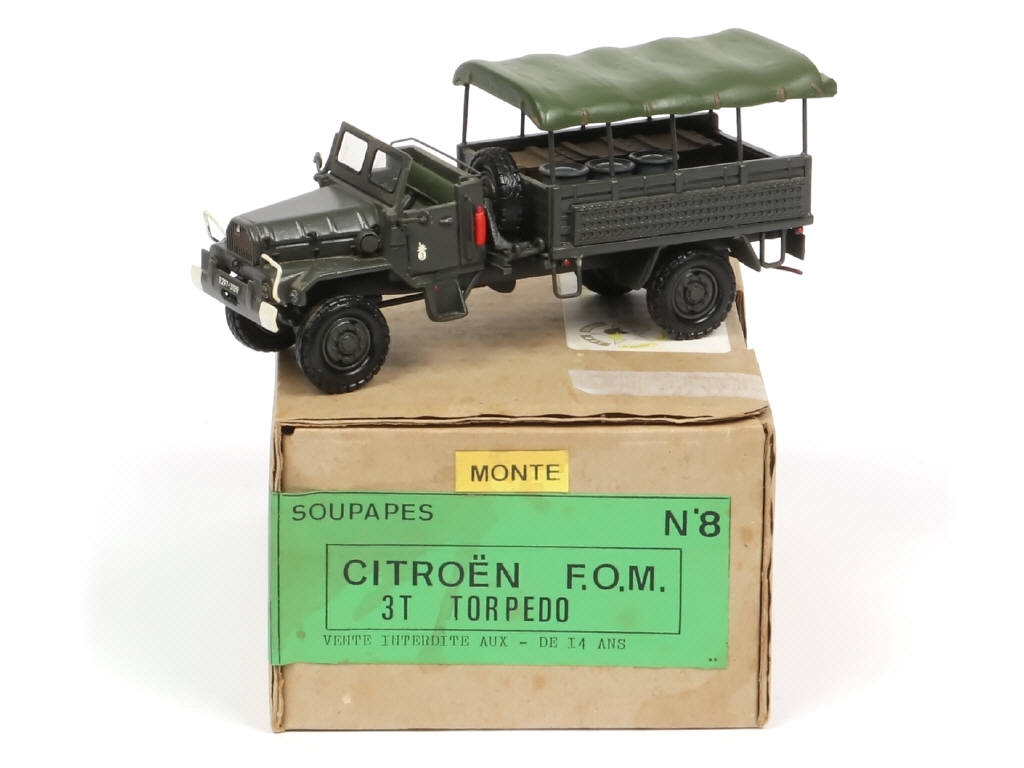 MONTE
SOUPAPES
N°8
CITROËN F.O.M.
3T TORPEDO
VENTE INTERDITE AUX - DE 14 ANS